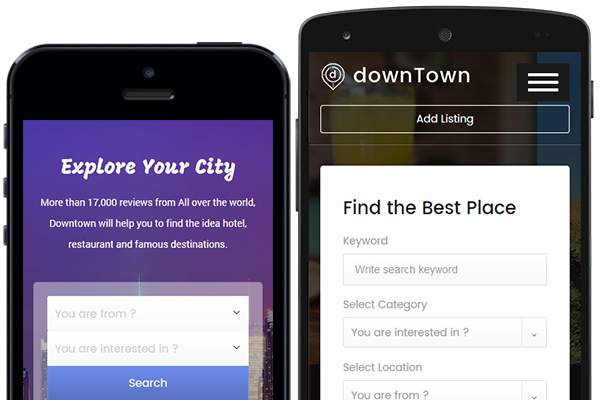 Explore Your City
More than 17,000 reviews from All over the world,
Downtown will help you to find the idea hotel,
restaurant and famous destinations.
You are from ?
You are interested in ?
Search
d downTown
Add Listing
Find the Best Place
Keyword
Write search keyword
Select Category
You are interested in ?
Select Location
You are from ?